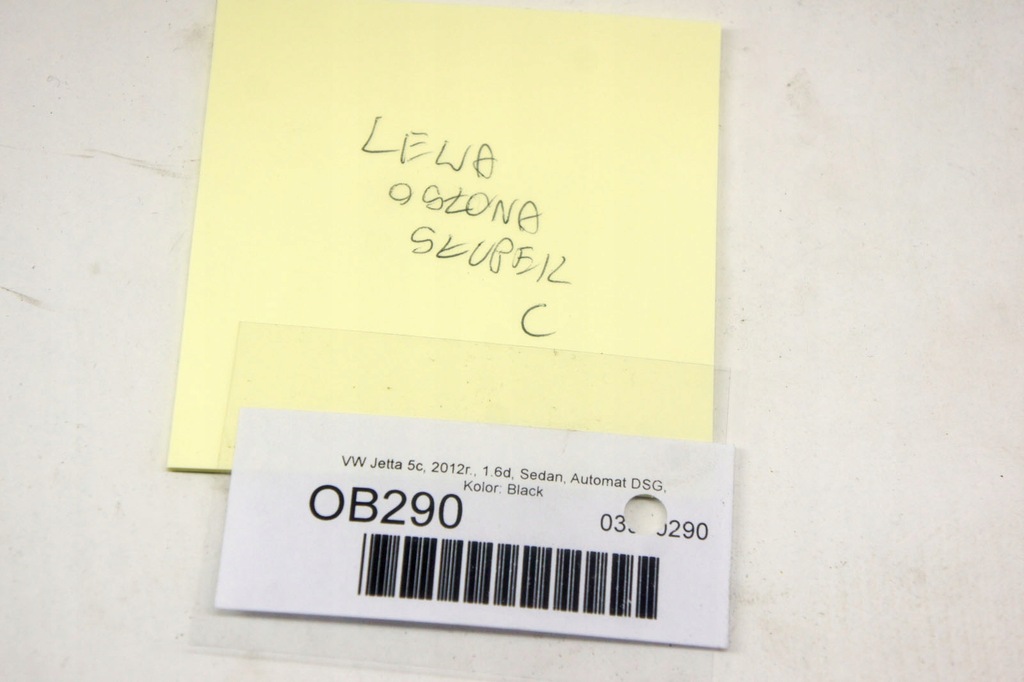 LEWA
OSŁONA
SŁUPEK
C
VW Jetta 5c, 2012r., 1.6d, Sedan, Automat DSG,
Kolor: Black
OB290